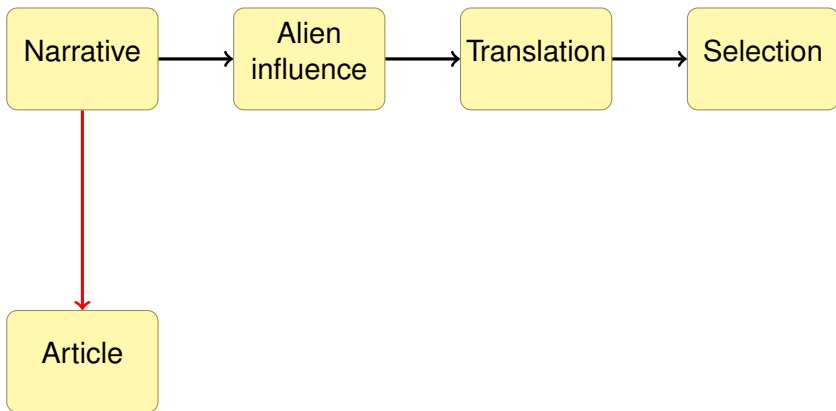 Narrative
Alien
influence
Translation
Selection
Article